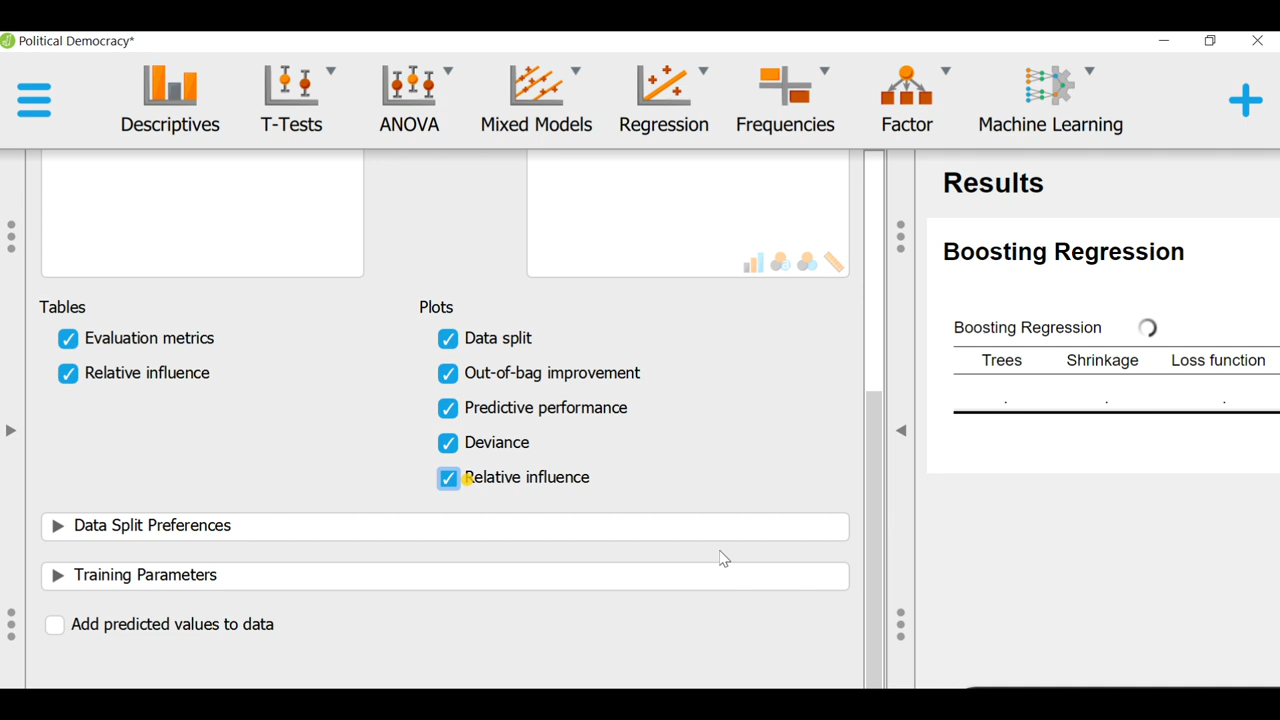 Political Democracy*
Descriptives T-Tests ANOVA Mixed Models Regression Frequencies Factor Machine Learning
Results
Boosting Regression
Tables
Evaluation metrics
Relative influence
Plots
Data split
Out-of-bag improvement
Predictive performance
Deviance
Relative influence
Data Split Preferences
Training Parameters
Add predicted values to data
Boosting Regression
Trees Shrinkage Loss function
. . .